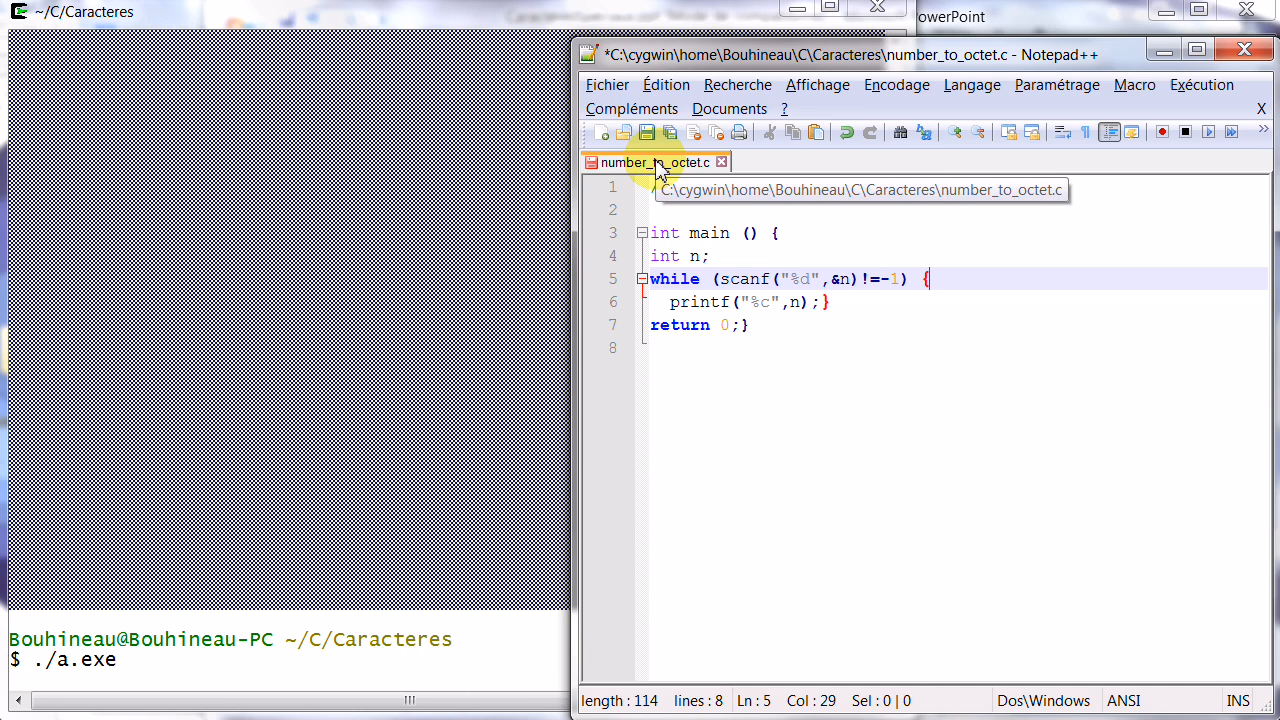 ~/C/Caracteres
owerPoint
*C:\cygwin\home\Bouhineau\C\Caracteres\number_to_octet.c - Notepad++
Fichier Édition Recherche Affichage Encodage Langage Paramétrage Macro Exécution
Compléments Documents ? X
number_to_octet.c
C:\cygwin\home\Bouhineau\C\Caracteres\number_to_octet.c
1 /
2
3 int main () {
4 int n;
5 while (scanf("%d",&n)!=-1) {
6 printf("%c",n);}
7 return 0;}
8
Bouhineau@Bouhineau-PC ~/C/Caracteres
$ ./a.exe
length : 114 lines : 8 Ln : 5 Col : 29 Sel : 0 | 0 Dos\Windows ANSI INS